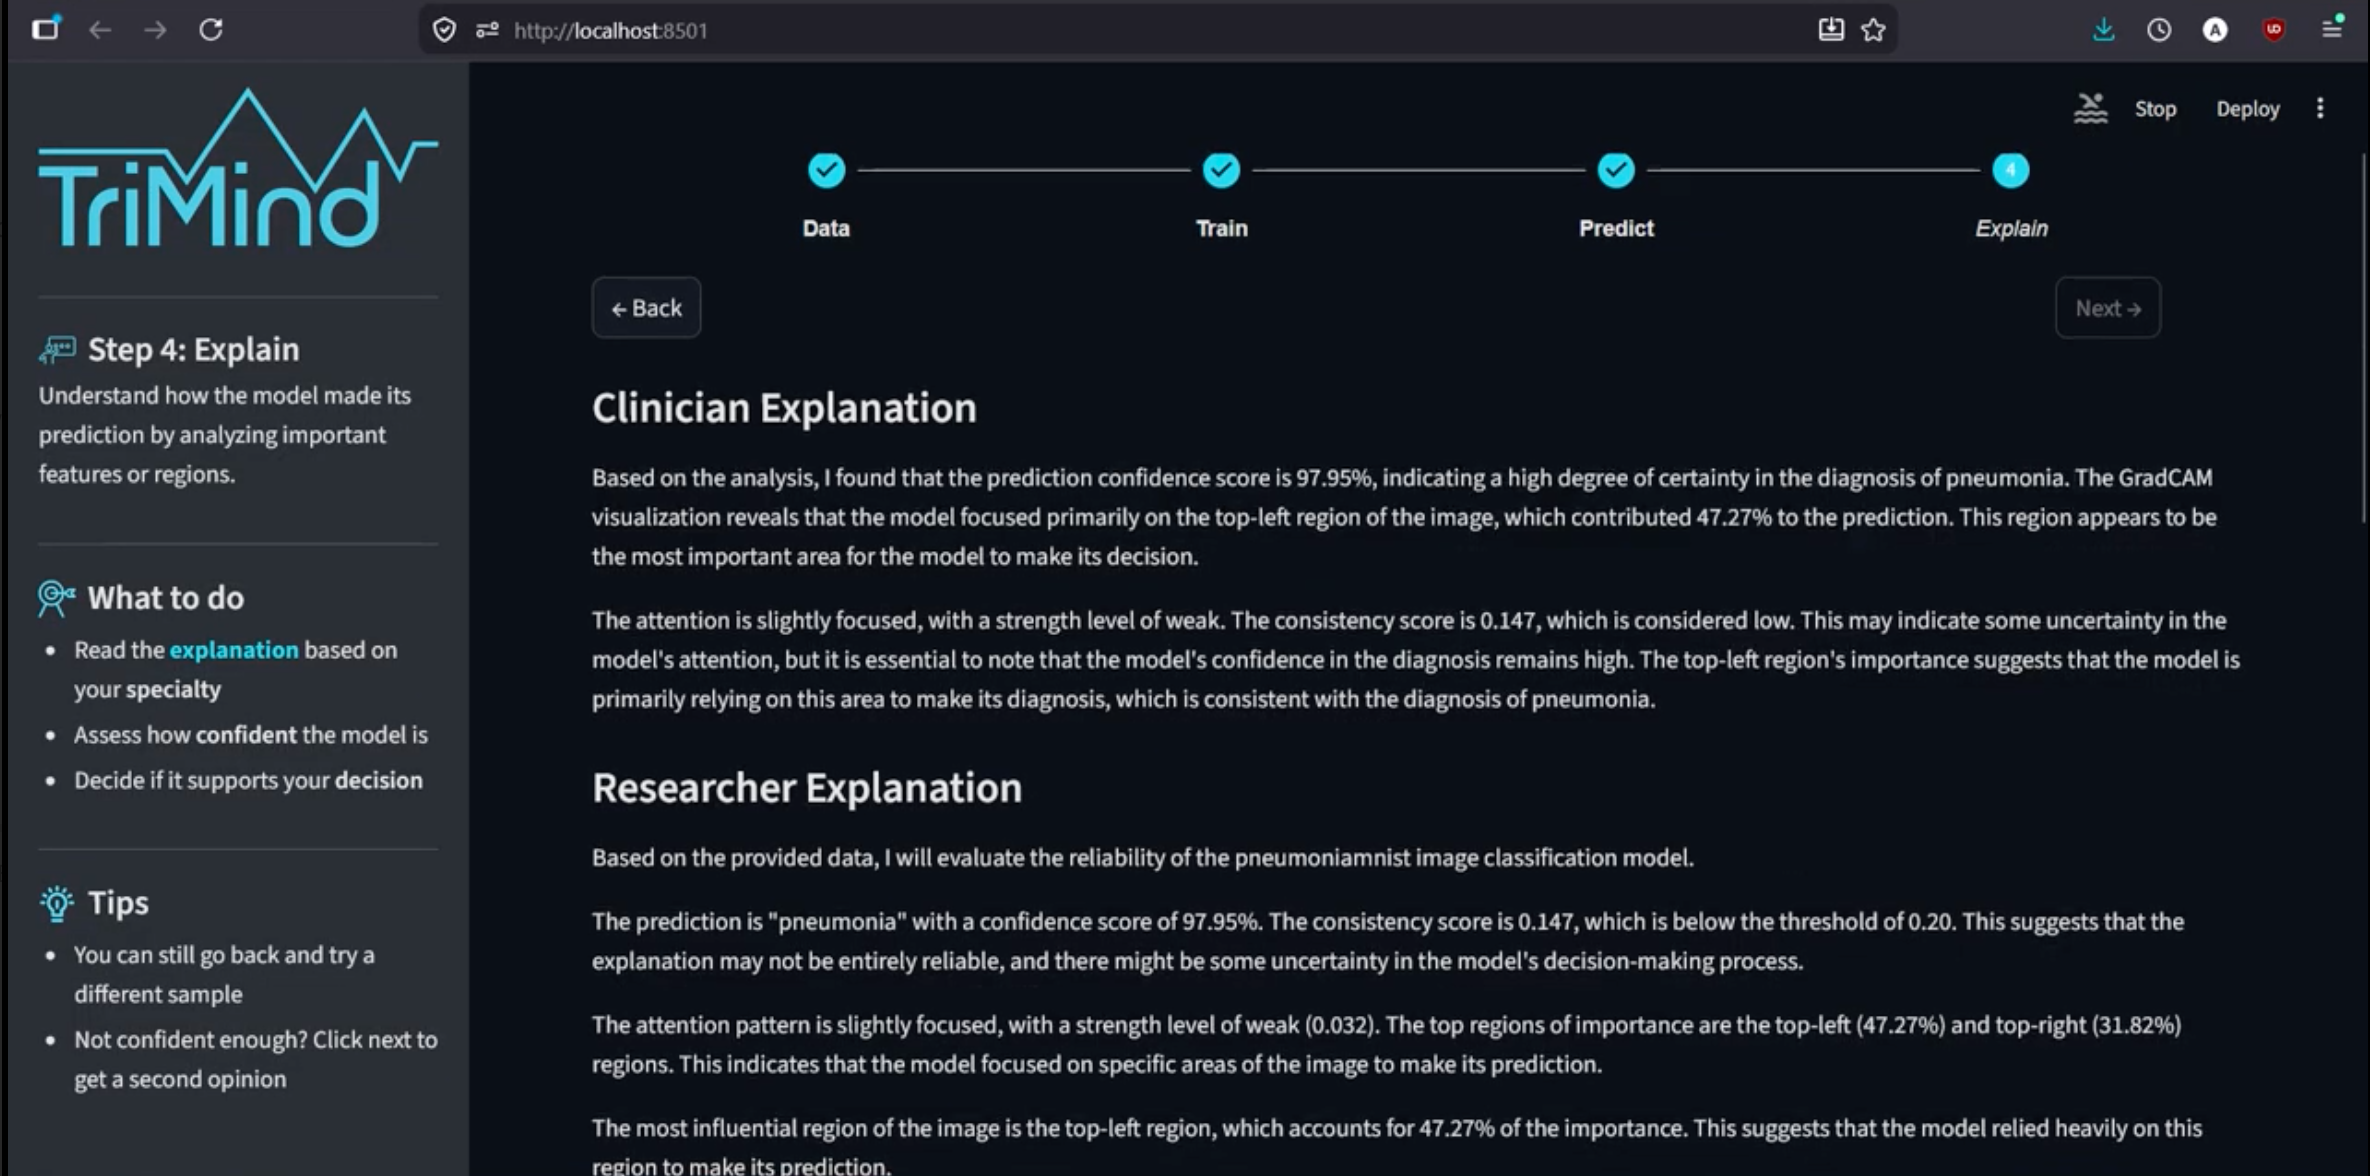 http://localhost:8501
A
TriMind
Step 4: Explain
Understand how the model made its
prediction by analyzing important
features or regions.
What to do
• Read the explanation based on
your specialty
• Assess how confident the model is
• Decide if it supports your decision
Tips
• You can still go back and try a
different sample
• Not confident enough? Click next to
get a second opinion
Stop
Deploy
4
Data
Train
Predict
Explain
← Back
Next →
Clinician Explanation
Based on the analysis, I found that the prediction confidence score is 97.95%, indicating a high degree of certainty in the diagnosis of pneumonia. The GradCAM
visualization reveals that the model focused primarily on the top-left region of the image, which contributed 47.27% to the prediction. This region appears to be
the most important area for the model to make its decision.
The attention is slightly focused, with a strength level of weak. The consistency score is 0.147, which is considered low. This may indicate some uncertainty in the
model's attention, but it is essential to note that the model's confidence in the diagnosis remains high. The top-left region's importance suggests that the model is
primarily relying on this area to make its diagnosis, which is consistent with the diagnosis of pneumonia.
Researcher Explanation
Based on the provided data, I will evaluate the reliability of the pneumoniamnist image classification model.
The prediction is "pneumonia" with a confidence score of 97.95%. The consistency score is 0.147, which is below the threshold of 0.20. This suggests that the
explanation may not be entirely reliable, and there might be some uncertainty in the model's decision-making process.
The attention pattern is slightly focused, with a strength level of weak (0.032). The top regions of importance are the top-left (47.27%) and top-right (31.82%)
regions. This indicates that the model focused on specific areas of the image to make its prediction.
The most influential region of the image is the top-left region, which accounts for 47.27% of the importance. This suggests that the model relied heavily on this
region to make its prediction.